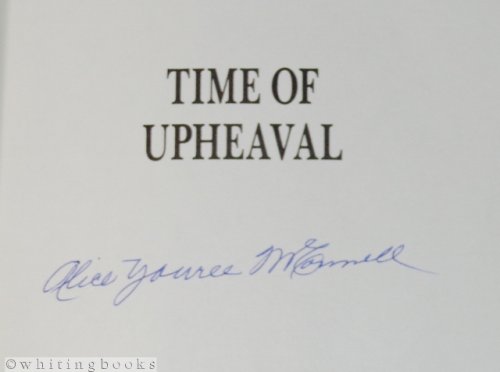 TIME OF
UPHEAVAL
Alice Youree McConnell
© whitingbooks